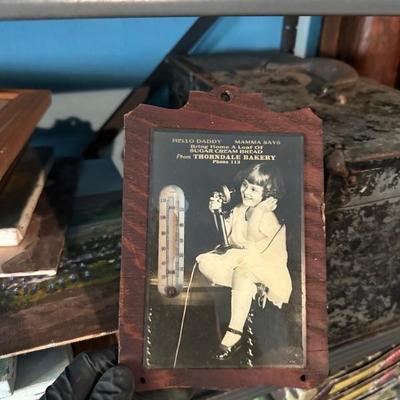 HELLO DADDY MAMMA SAYS
Bring Home A Loaf Of
SUGAR CREAM BREAD
From THORNDALE BAKERY
Phone 113